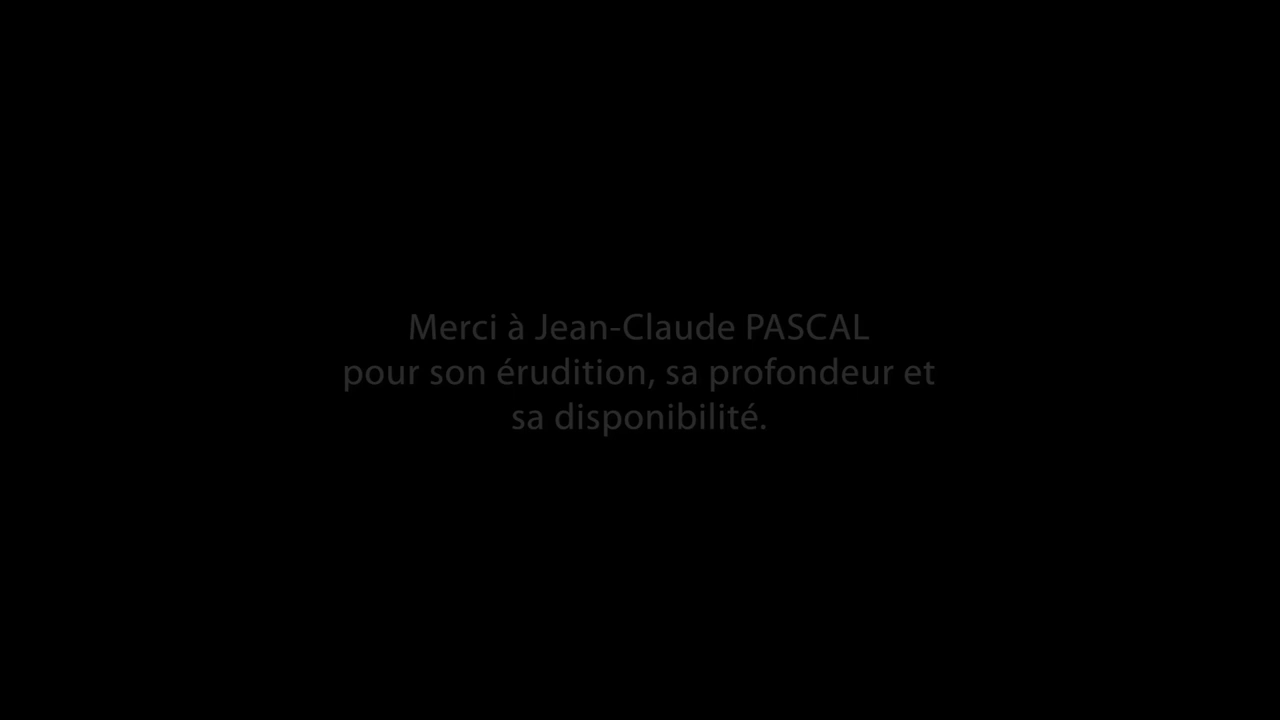 Merci à Jean-Claude PASCAL
pour son érudition, sa profondeur et
sa disponibilité.